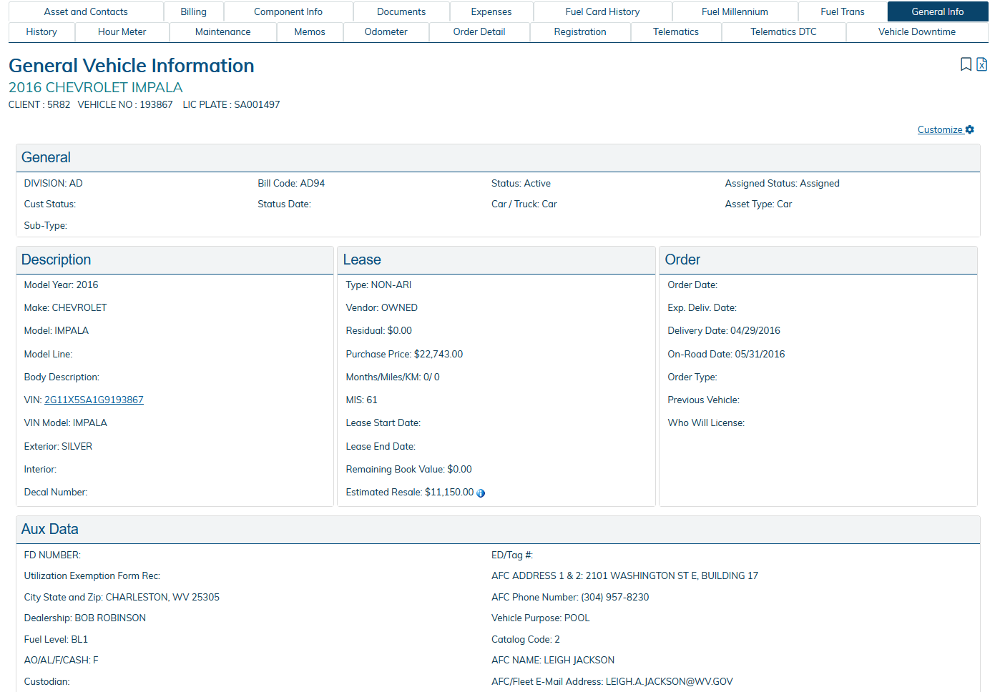 Asset and Contacts Billing Component Info Documents Expenses Fuel Card History Fuel Millennium Fuel Trans General Info
History Hour Meter Maintenance Memos Odometer Order Detail Registration Telematics Telematics DTC Vehicle Downtime
General Vehicle Information
2016 CHEVROLET IMPALA
CLIENT : 5R82 VEHICLE NO : 193867 LIC PLATE : SA001497
Customize
General
DIVISION: AD Bill Code: AD94 Status: Active Assigned Status: Assigned
Cust Status: Status Date: Car / Truck: Car Asset Type: Car
Sub-Type:
Description
Model Year: 2016
Make: CHEVROLET
Model: IMPALA
Model Line:
Body Description:
VIN: 2G11X5SA1G9193867
VIN Model: IMPALA
Exterior: SILVER
Interior:
Decal Number:
Lease
Type: NON-ARI
Vendor: OWNED
Residual: $0.00
Purchase Price: $22,743.00
Months/Miles/KM: 0/ 0
MIS: 61
Lease Start Date:
Lease End Date:
Remaining Book Value: $0.00
Estimated Resale: $11,150.00
Order
Order Date:
Exp. Deliv. Date:
Delivery Date: 04/29/2016
On-Road Date: 05/31/2016
Order Type:
Previous Vehicle:
Who Will License:
Aux Data
FD NUMBER: ED/Tag #:
Utilization Exemption Form Rec: AFC ADDRESS 1 & 2: 2101 WASHINGTON ST E, BUILDING 17
City State and Zip: CHARLESTON, WV 25305 AFC Phone Number: (304) 957-8230
Dealership: BOB ROBINSON Vehicle Purpose: POOL
Fuel Level: BL1 Catalog Code: 2
AO/AL/F/CASH: F AFC NAME: LEIGH JACKSON
Custodian: AFC/Fleet E-Mail Address: LEIGH.A.JACKSON@WV.GOV